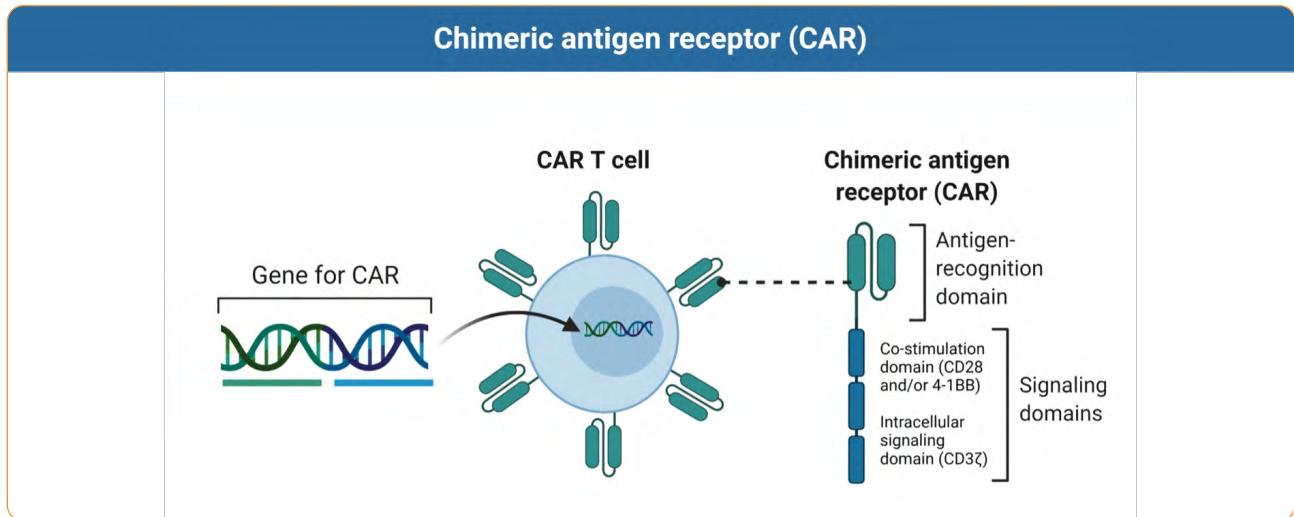 Chimeric antigen receptor (CAR)
CAR T cell
Chimeric antigen
receptor (CAR)
Gene for CAR
Antigen-
recognition
domain
Co-stimulation
domain (CD28
and/or 4-1BB)
Intracellular
signaling
domain (CD3ζ)
Signaling
domains